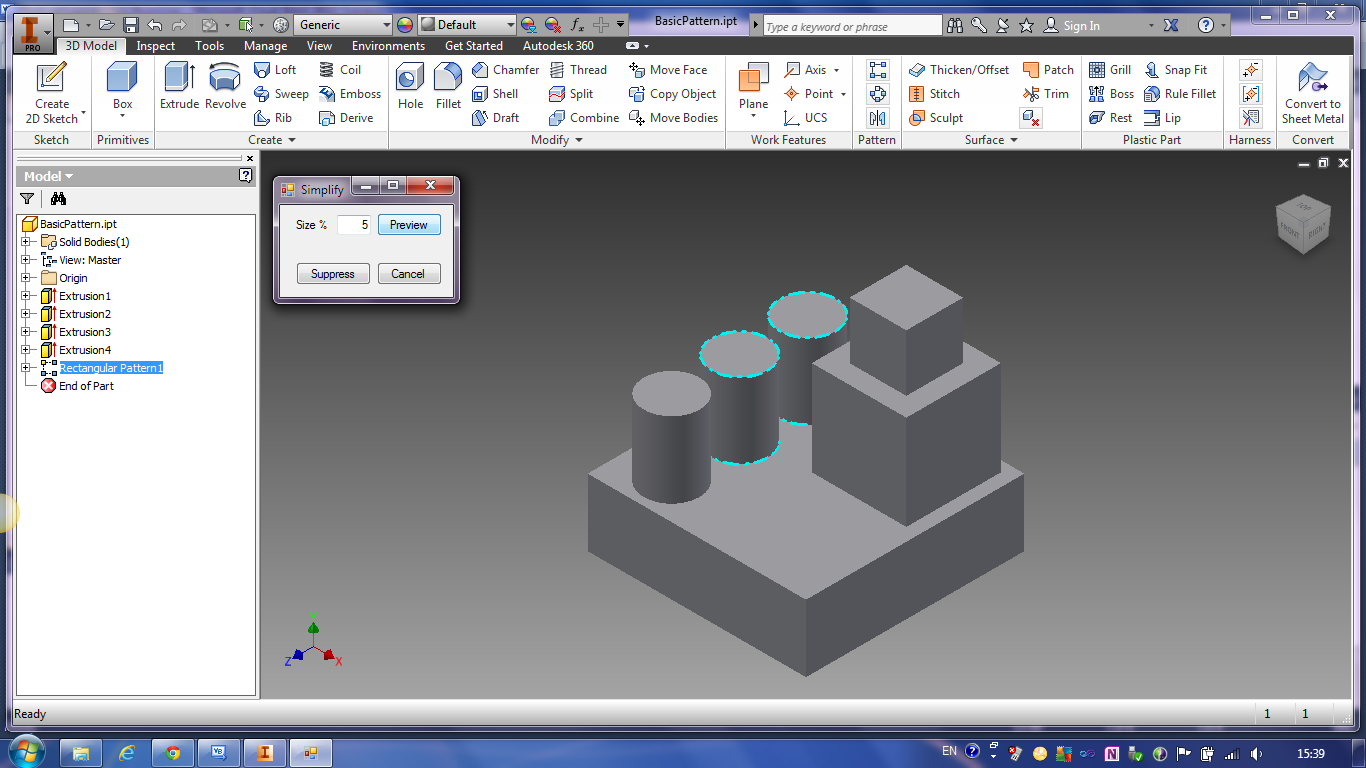 PRO
Generic
Default
BasicPattern.ipt
Type a keyword or phrase
Sign In
3D Model Inspect Tools Manage View Environments Get Started Autodesk 360
Create
2D Sketch
Box
Extrude
Revolve
Loft
Sweep
Rib
Coil
Emboss
Derive
Hole
Fillet
Chamfer
Shell
Draft
Thread
Split
Combine
Move Face
Copy Object
Move Bodies
Plane
Axis
Point
UCS
Thicken/Offset
Stitch
Sculpt
Patch
Trim
Grill
Boss
Rest
Snap Fit
Rule Fillet
Lip
Convert to
Sheet Metal
Sketch Primitives Create Modify Work Features Pattern Surface Plastic Part Harness Convert
Model
BasicPattern.ipt
Solid Bodies(1)
View: Master
Origin
Extrusion1
Extrusion2
Extrusion3
Extrusion4
Rectangular Pattern1
End of Part
Simplify
Size % 5 Preview
Suppress Cancel
TOP
FRONT RIGHT
Y
Z X
Ready 1 1
EN 15:39